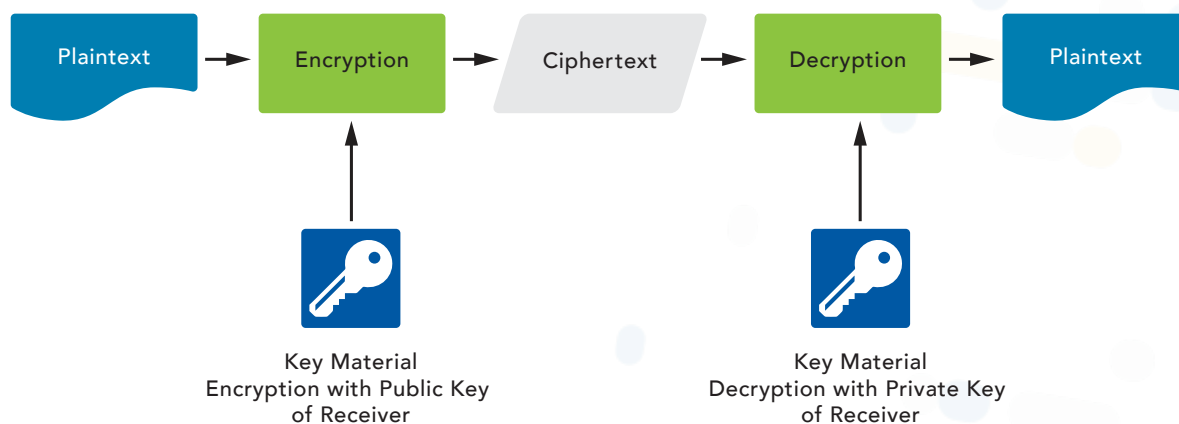 Plaintext
Encryption
Ciphertext
Decryption
Plaintext
Key Material
Encryption with Public Key
of Receiver
Key Material
Decryption with Private Key
of Receiver